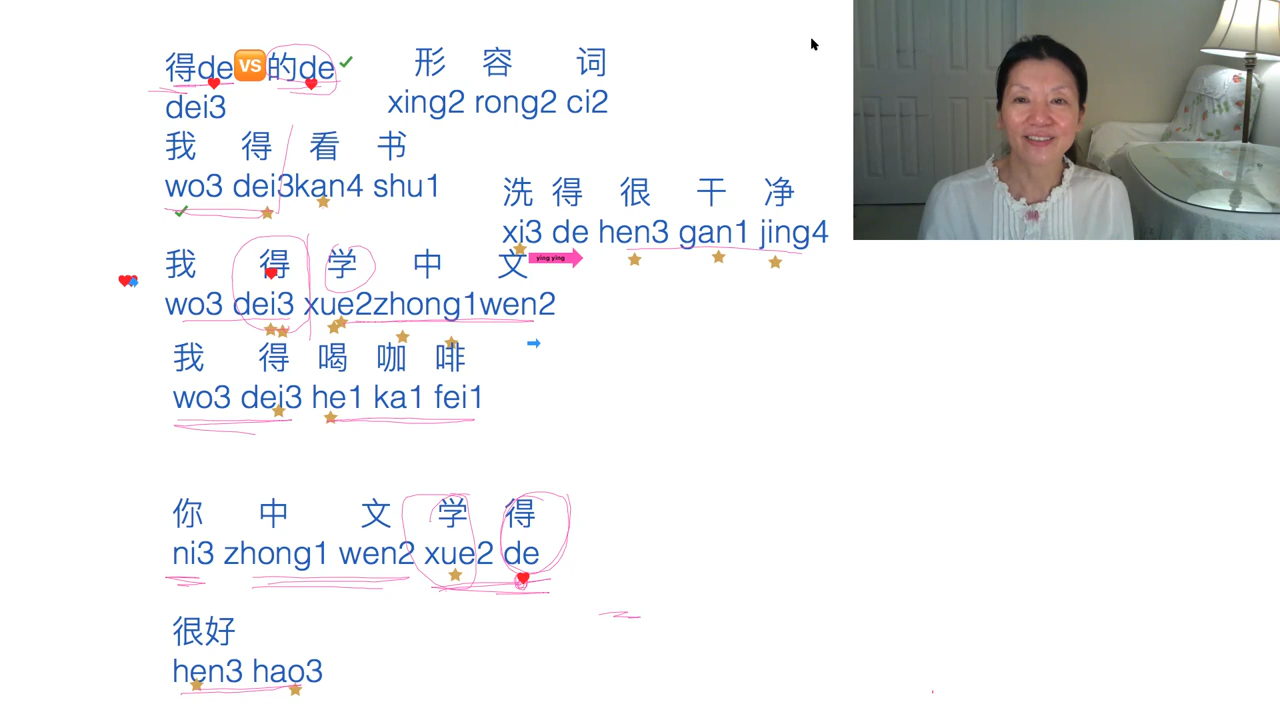 得de VS 的de
dei3
形 容 词
xing2 rong2 ci2
我 得 看 书
wo3 dei3kan4 shu1
洗 得 很 干 净
xi3 de hen3 gan1 jing4
ying ying
我 得 学 中 文
wo3 dei3 xue2zhong1wen2
我 得 喝 咖 啡
wo3 dei3 he1 ka1 fei1
你 中 文 学 得
ni3 zhong1 wen2 xue2 de
很好
hen3 hao3